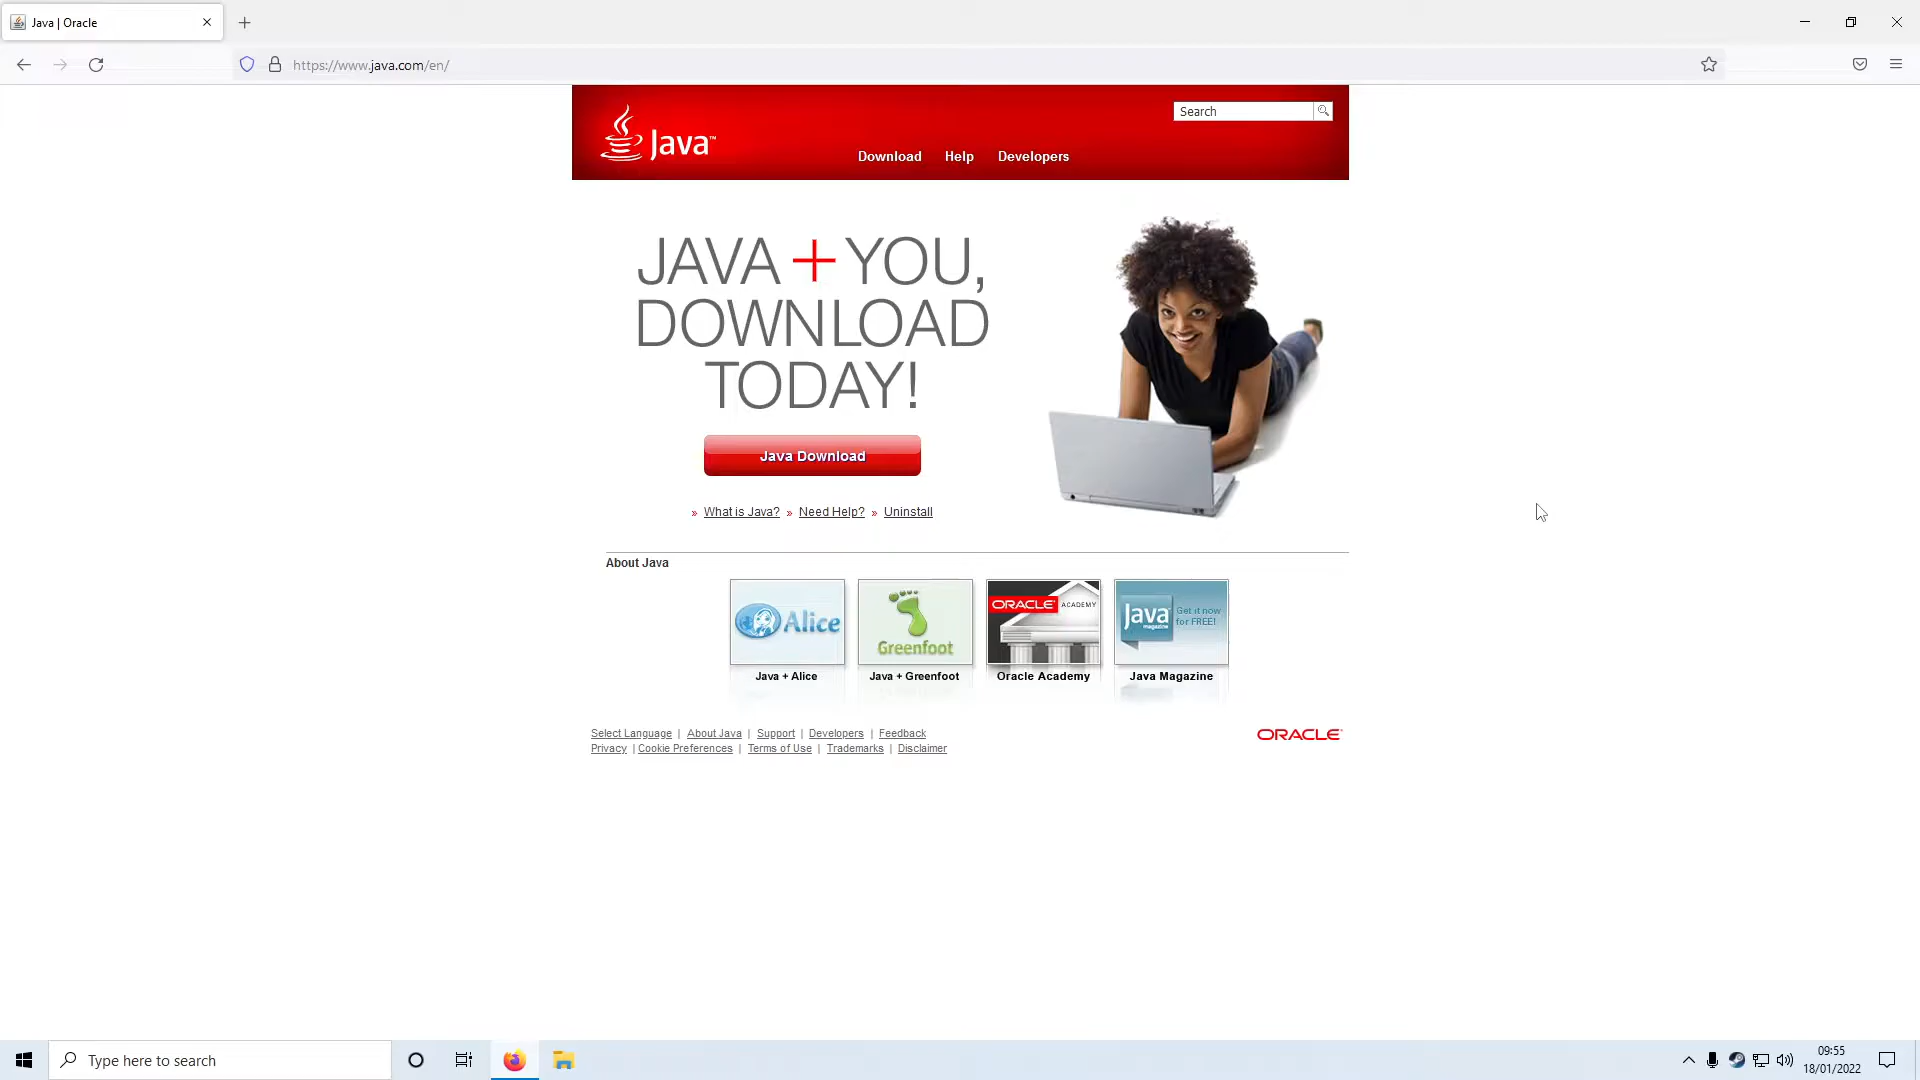 Java | Oracle
https://www.java.com/en/
Search
Java™
Download Help Developers
JAVA + YOU,
DOWNLOAD
TODAY!
Java Download
» What is Java? » Need Help? » Uninstall
About Java
Alice
Greenfoot
ORACLE ACADEMY
Java magazine Get it now for FREE!
Java + Alice
Java + Greenfoot
Oracle Academy
Java Magazine
Select Language | About Java | Support | Developers | Feedback
Privacy | Cookie Preferences | Terms of Use | Trademarks | Disclaimer
ORACLE
Type here to search
09:55
18/01/2022